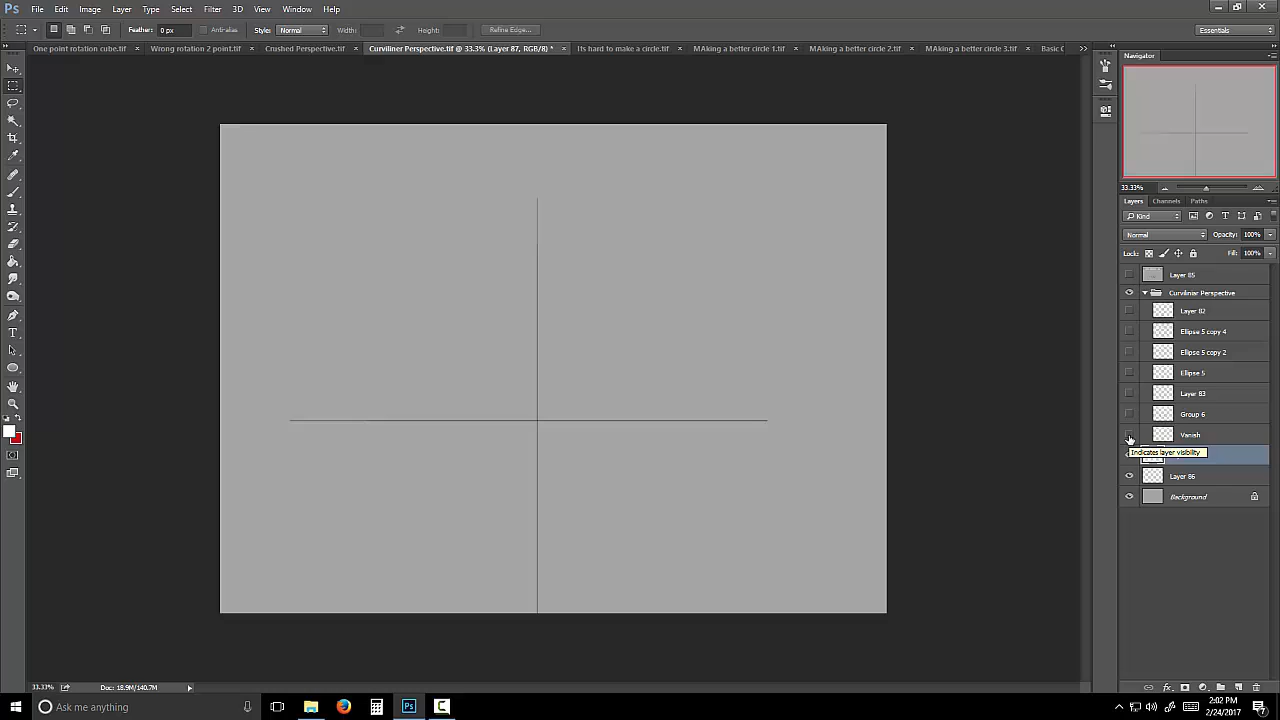 Ps File Edit Image Layer Type Select Filter 3D View Window Help
Feather: 0 px Anti-alias Style: Normal Width: Height: Refine Edge... Essentials
One point rotation cube.tif × Wrong rotation 2 point.tif × Crushed Perspective.tif × Curviliner Perspective.tif @ 33.3% (Layer 87, RGB/8) * × Its hard to make a circle.tif × MAking a better circle 1.tif × MAking a better circle 2.tif × MAking a better circle 3.tif × Basic C
Navigator
33.33%
Layers Channels Paths
Kind
Normal Opacity: 100%
Lock: Fill: 100%
Layer 85
Curviliniar Perspective
Layer 82
Ellipse 5 copy 4
Ellipse 5 copy 2
Ellipse 5
Layer 83
Group 6
Vanish
Indicates layer visibility
Layer 86
Background
33.33% Doc: 18.9M/140.7M
Ask me anything
2:02 PM
2/24/2017